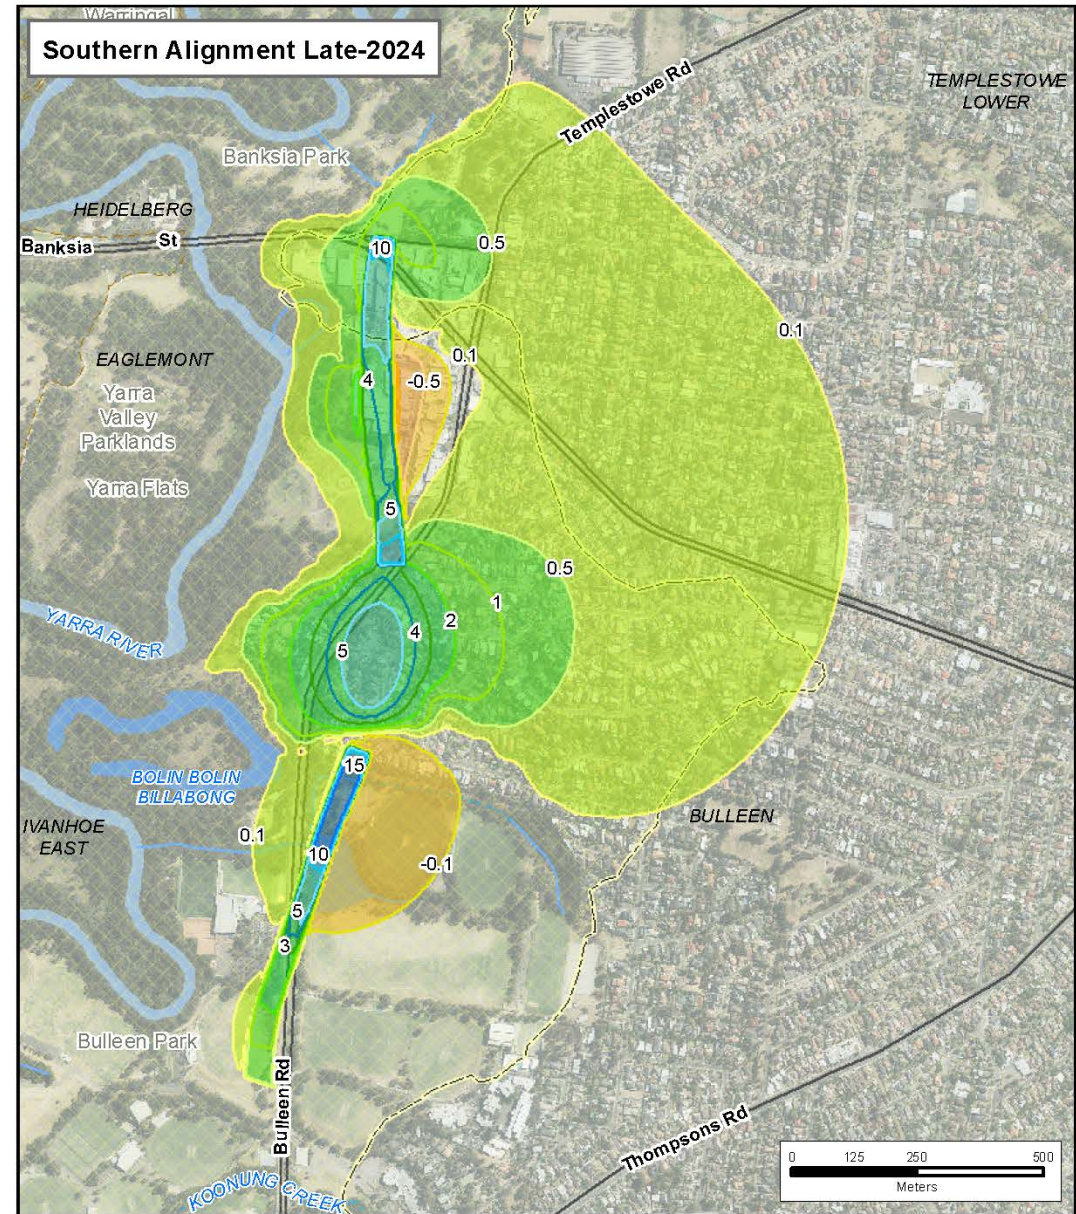 Warringal
Southern Alignment Late-2024
Templestowe Rd
TEMPLESTOWE
LOWER
Banksia Park
HEIDELBERG
Banksia St
10
0.5
0.1
EAGLEMONT
0.1
4
-0.5
Yarra
Valley
Parklands
Yarra Flats
5
0.5
1
2
4
5
YARRA RIVER
15
BOLIN BOLIN
BILLABONG
BULLEEN
IVANHOE
EAST
0.1
10
-0.1
5
3
Bulleen Park
Bulleen Rd
Thompsons Rd
KOONUNG CREEK
0 125 250 500
Meters